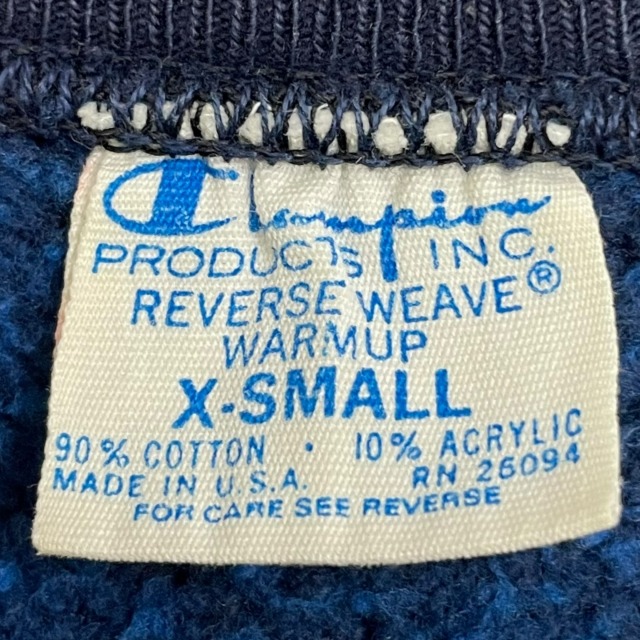 Champion
PRODUCTS INC.
REVERSE WEAVE®
WARMUP
X-SMALL
90% COTTON · 10% ACRYLIC
MADE IN U.S.A. RN 26094
FOR CARE SEE REVERSE